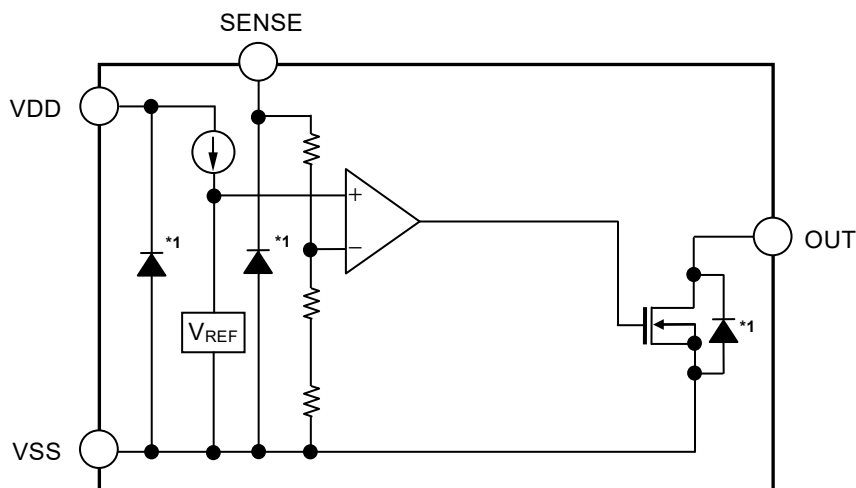 SENSE
VDD
*1
*1
+
−
OUT
VREF
*1
VSS